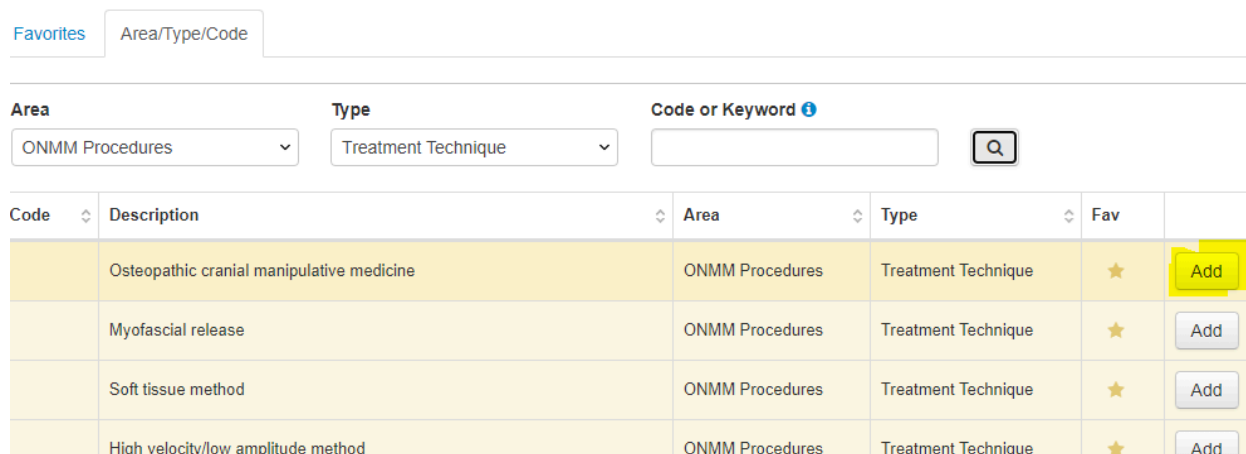 Favorites Area/Type/Code
Area Type Code or Keyword
ONMM Procedures Treatment Technique
Code Description Area Type Fav
Osteopathic cranial manipulative medicine ONMM Procedures Treatment Technique Add
Myofascial release ONMM Procedures Treatment Technique Add
Soft tissue method ONMM Procedures Treatment Technique Add
High velocity/low amplitude method ONMM Procedures Treatment Technique Add